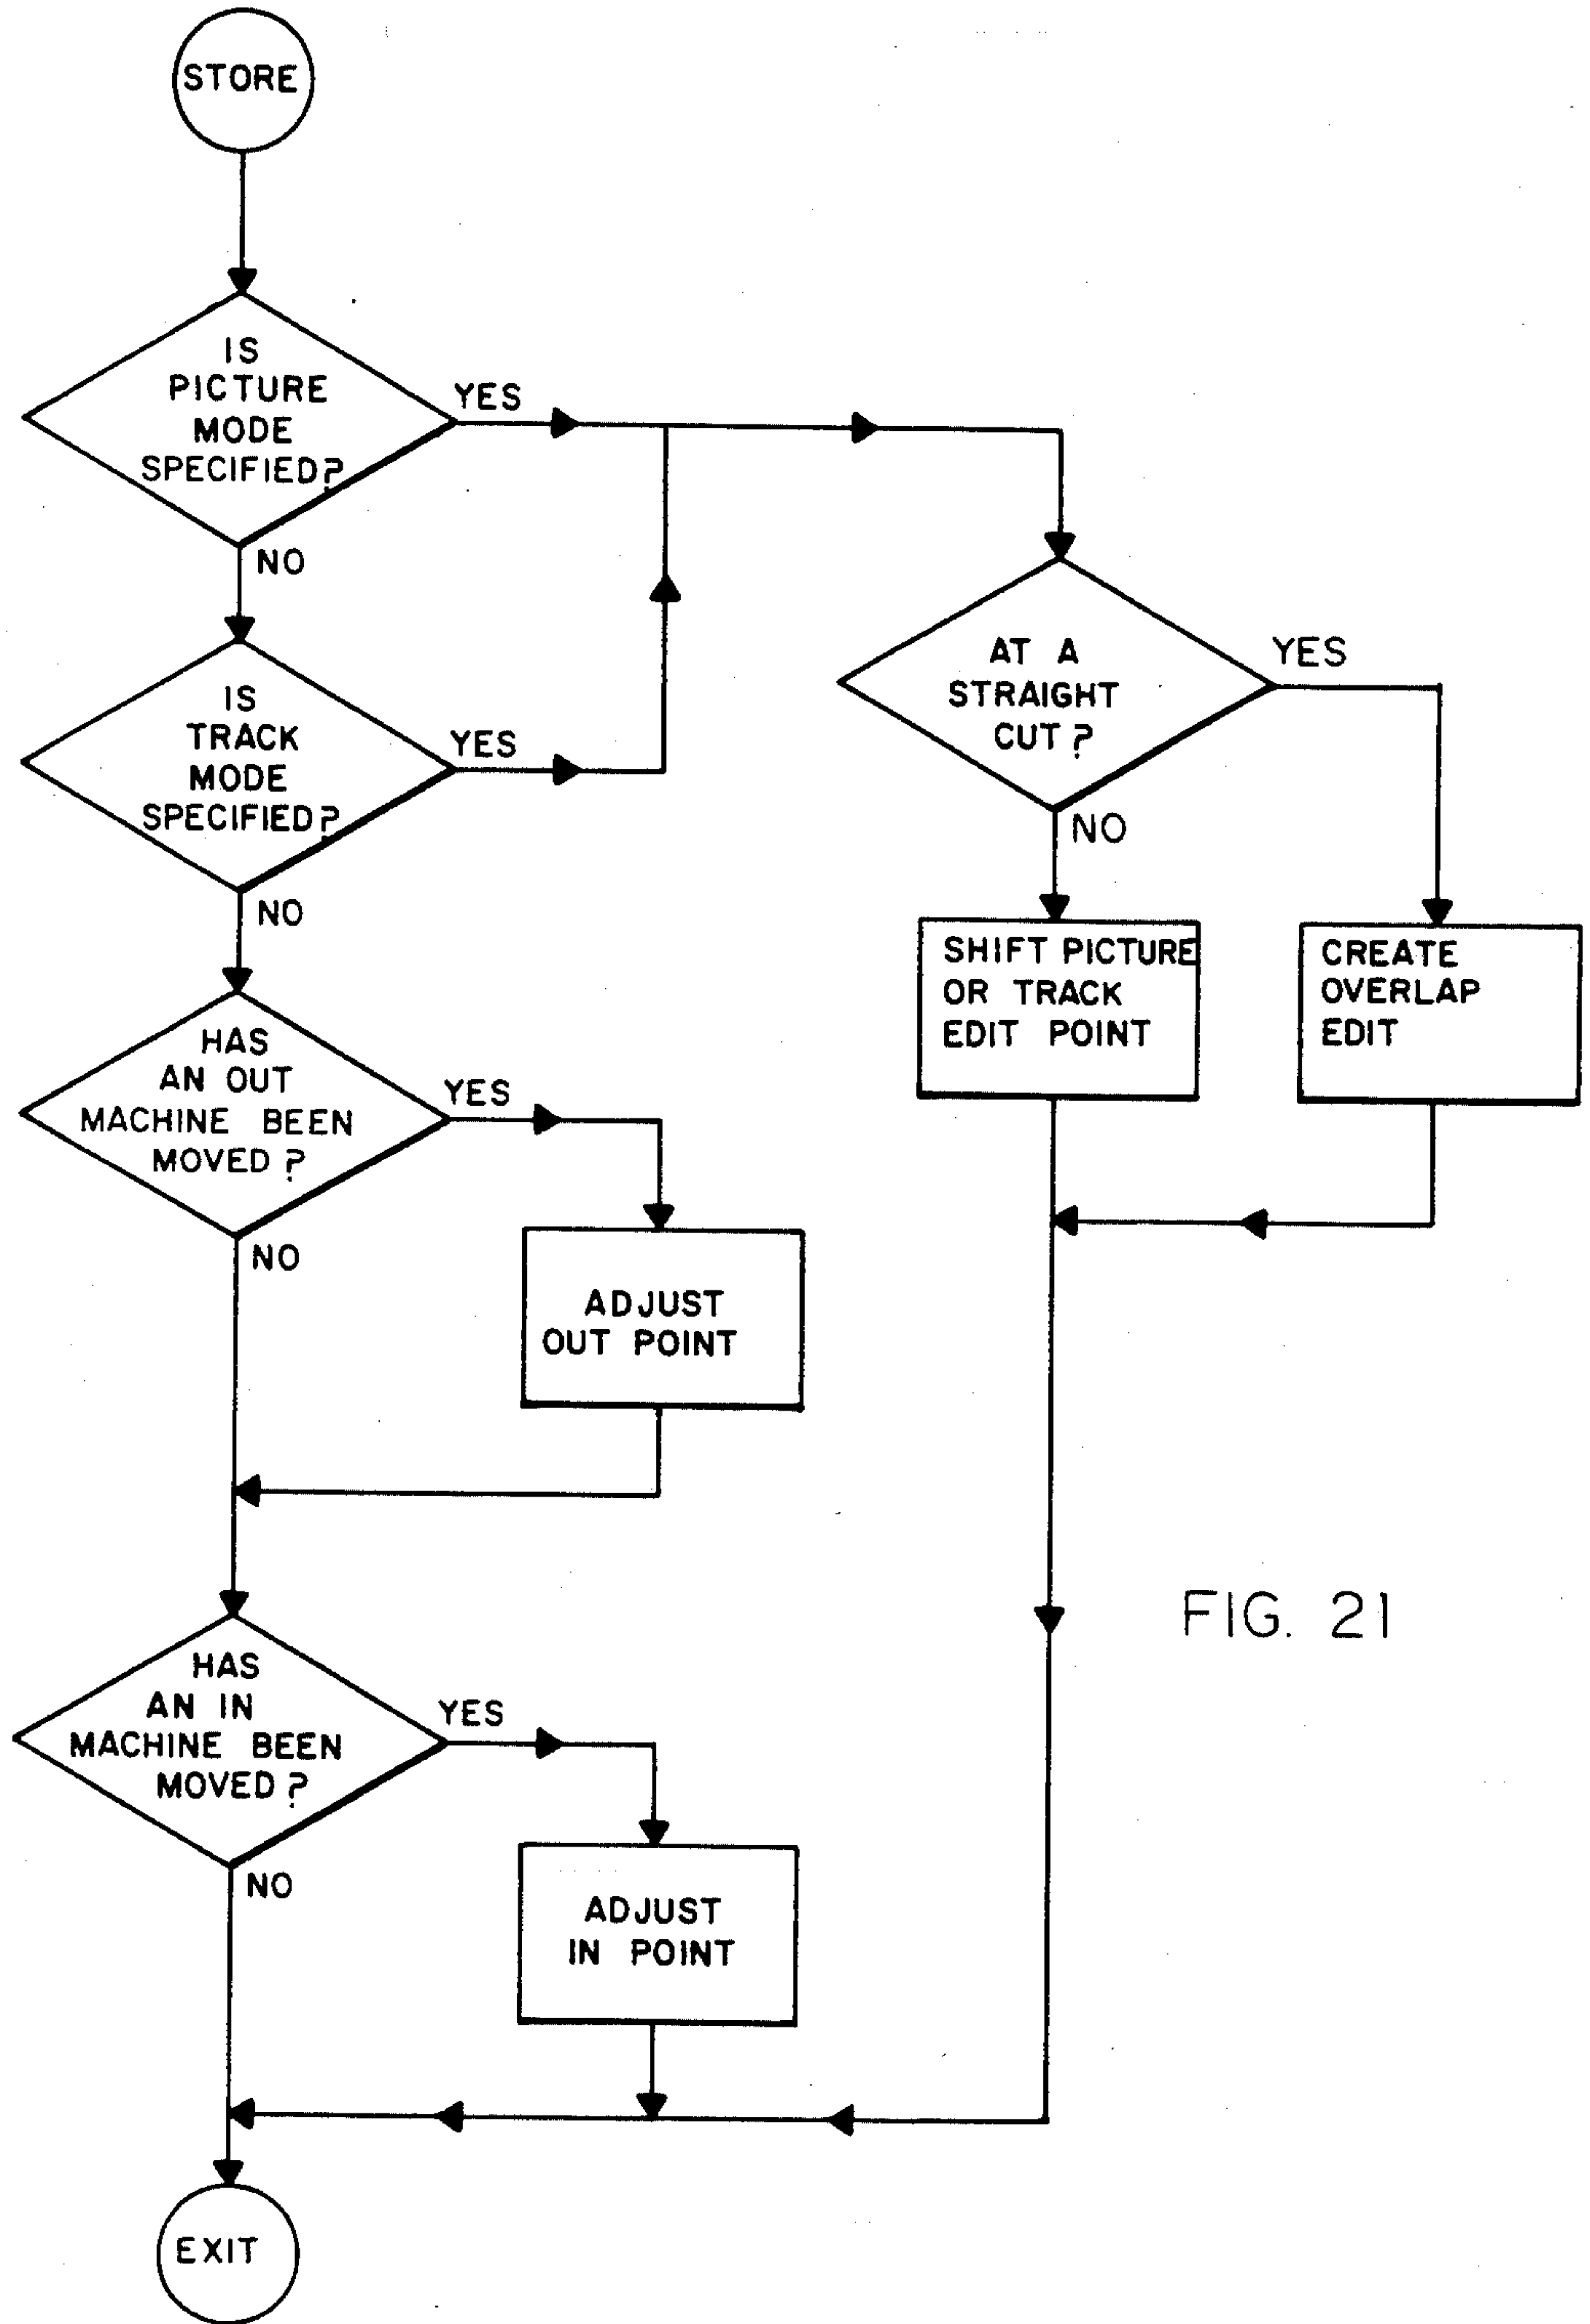 STORE
IS
PICTURE
MODE
SPECIFIED?
YES
NO
IS
TRACK
MODE
SPECIFIED?
YES
NO
AT A
STRAIGHT
CUT?
YES
NO
SHIFT PICTURE
OR TRACK
EDIT POINT
CREATE
OVERLAP
EDIT
HAS
AN OUT
MACHINE BEEN
MOVED?
YES
NO
ADJUST
OUT POINT
HAS
AN IN
MACHINE BEEN
MOVED?
YES
NO
ADJUST
IN POINT
EXIT
FIG. 21